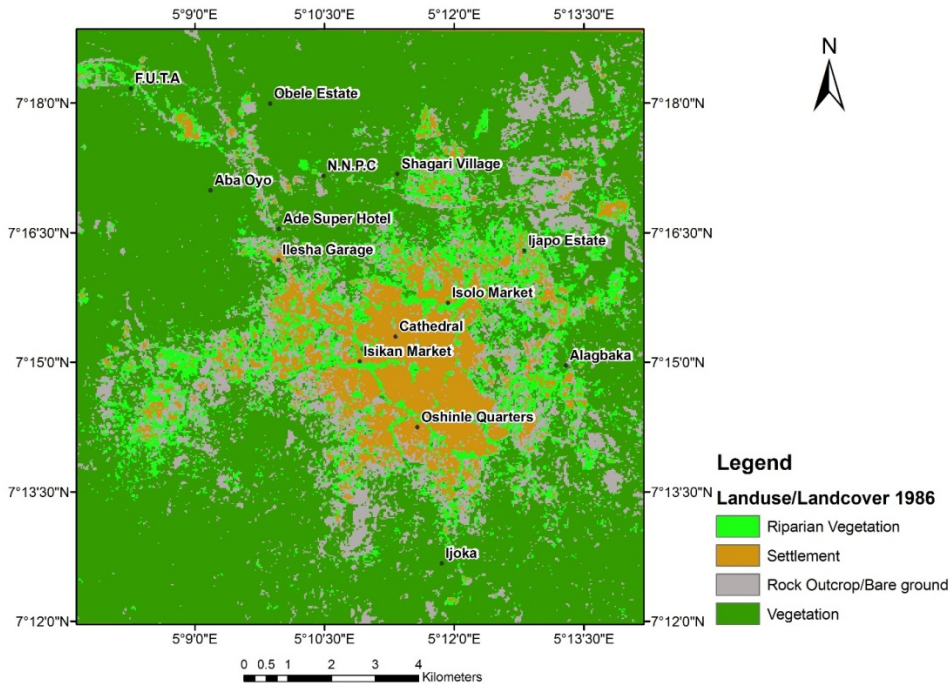 5°9'0"E 5°10'30"E 5°12'0"E 5°13'30"E
N
F.U.T.A
Obele Estate
7°18'0"N 7°18'0"N
N.N.P.C Shagari Village
Aba Oyo
Ade Super Hotel
7°16'30"N 7°16'30"N
Ijapo Estate
Ilesha Garage
Isolo Market
Cathedral
Isikan Market Alagbaka
7°15'0"N 7°15'0"N
Oshinle Quarters
7°13'30"N 7°13'30"N
Ijoka
7°12'0"N 7°12'0"N
5°9'0"E 5°10'30"E 5°12'0"E 5°13'30"E
0 0.5 1 2 3 4
Kilometers
Legend
Landuse/Landcover 1986
Riparian Vegetation
Settlement
Rock Outcrop/Bare ground
Vegetation